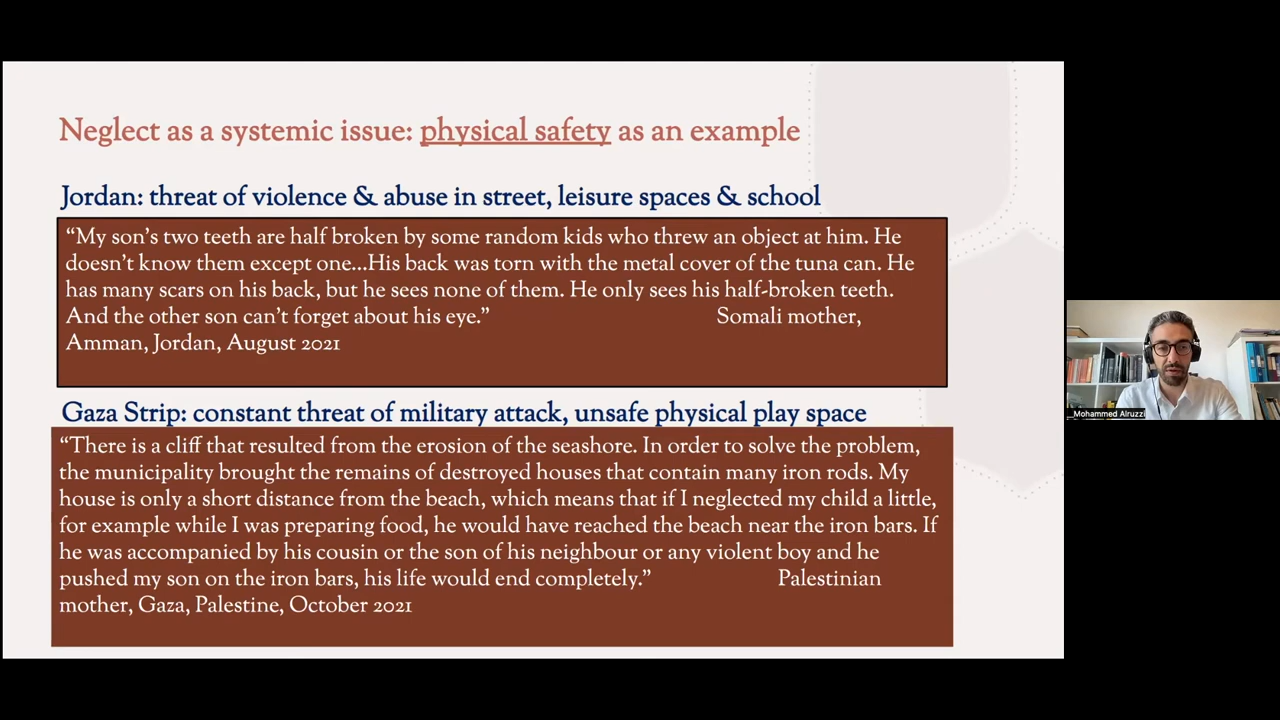 Neglect as a systemic issue: physical safety as an example
Jordan: threat of violence & abuse in street, leisure spaces & school
“My son’s two teeth are half broken by some random kids who threw an object at him. He
doesn’t know them except one…His back was torn with the metal cover of the tuna can. He
has many scars on his back, but he sees none of them. He only sees his half-broken teeth.
And the other son can’t forget about his eye.” Somali mother,
Amman, Jordan, August 2021
Gaza Strip: constant threat of military attack, unsafe physical play space
“There is a cliff that resulted from the erosion of the seashore. In order to solve the problem,
the municipality brought the remains of destroyed houses that contain many iron rods. My
house is only a short distance from the beach, which means that if I neglected my child a little,
for example while I was preparing food, he would have reached the beach near the iron bars. If
he was accompanied by his cousin or the son of his neighbour or any violent boy and he
pushed my son on the iron bars, his life would end completely.” Palestinian
mother, Gaza, Palestine, October 2021
__Mohammed Alruzzi